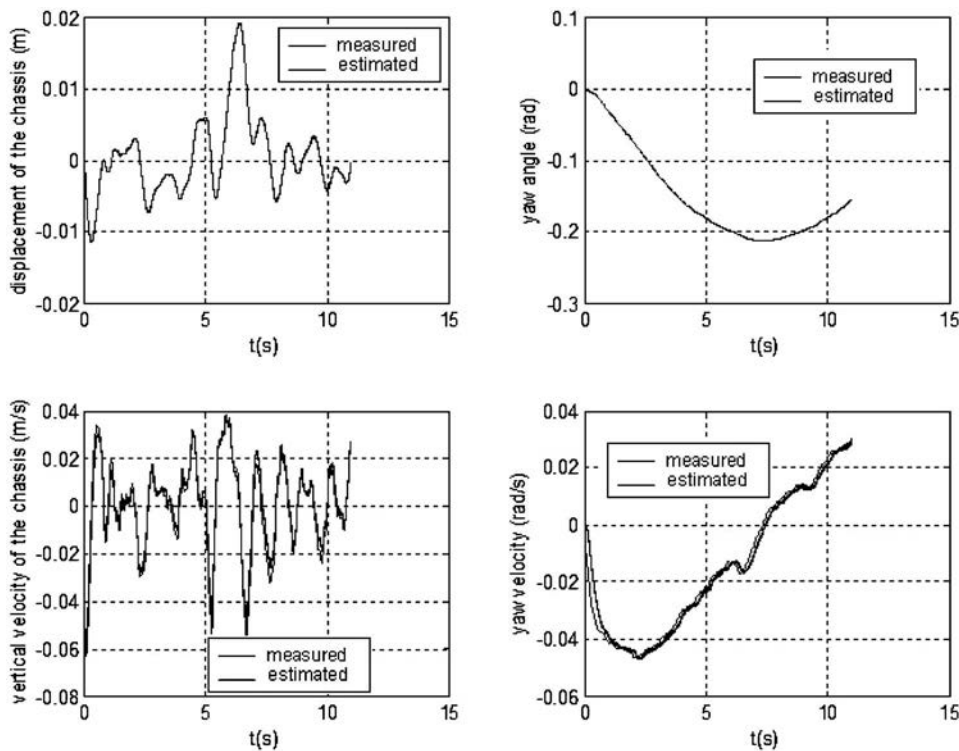 displacement of the chassis (m)
0.02
0.01
0
-0.01
-0.02
measured
estimated
0
5
10
15
t(s)
yaw angle (rad)
0.1
0
-0.1
-0.2
-0.3
measured
estimated
0
5
10
15
t(s)
vertical velocity of the chassis (m/s)
0.04
0.02
0
-0.02
-0.04
-0.06
-0.08
measured
estimated
0
5
10
15
t(s)
yaw velocity (rad/s)
0.04
0.02
0
-0.02
-0.04
-0.06
measured
estimated
0
5
10
15
t(s)